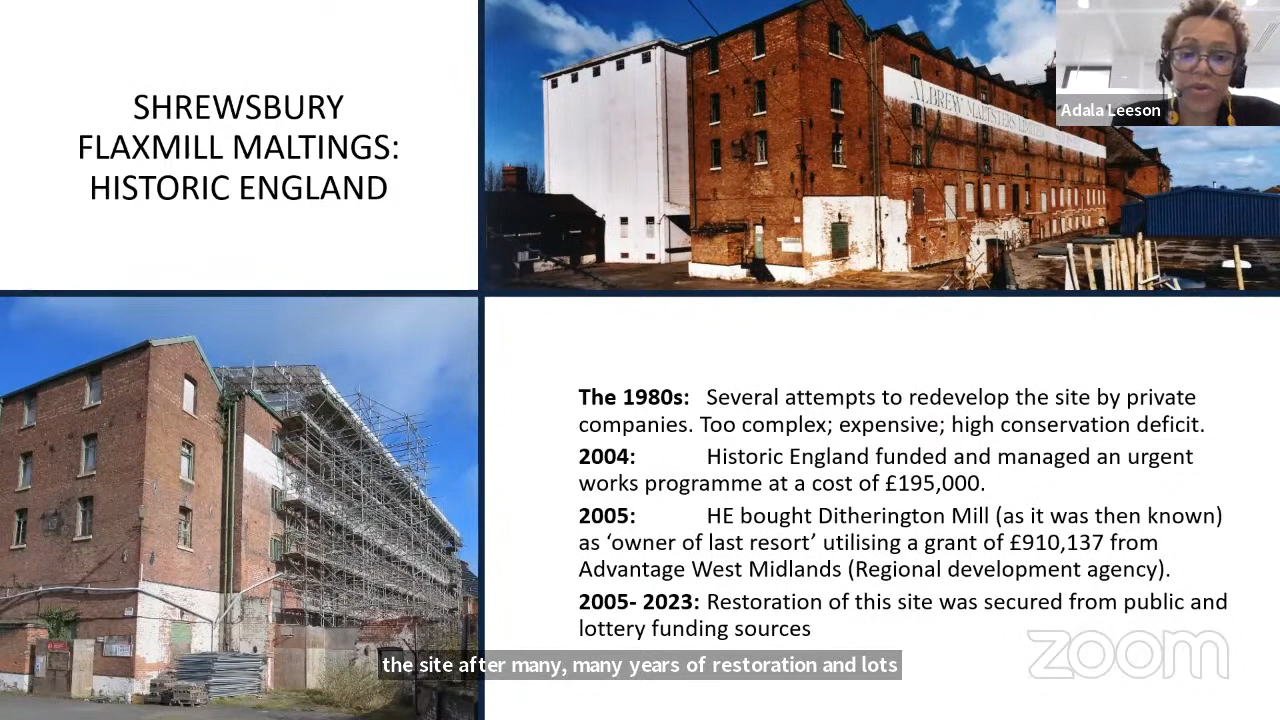 SHREWSBURY
FLAXMILL MALTINGS:
HISTORIC ENGLAND
ALBREW MALTSTERS LIMITED
Adala Leeson
The 1980s: Several attempts to redevelop the site by private
companies. Too complex; expensive; high conservation deficit.
2004: Historic England funded and managed an urgent
works programme at a cost of £195,000.
2005: HE bought Ditherington Mill (as it was then known)
as ‘owner of last resort’ utilising a grant of £910,137 from
Advantage West Midlands (Regional development agency).
2005- 2023: Restoration of this site was secured from public and
lottery funding sources
zoom
the site after many, many years of restoration and lots